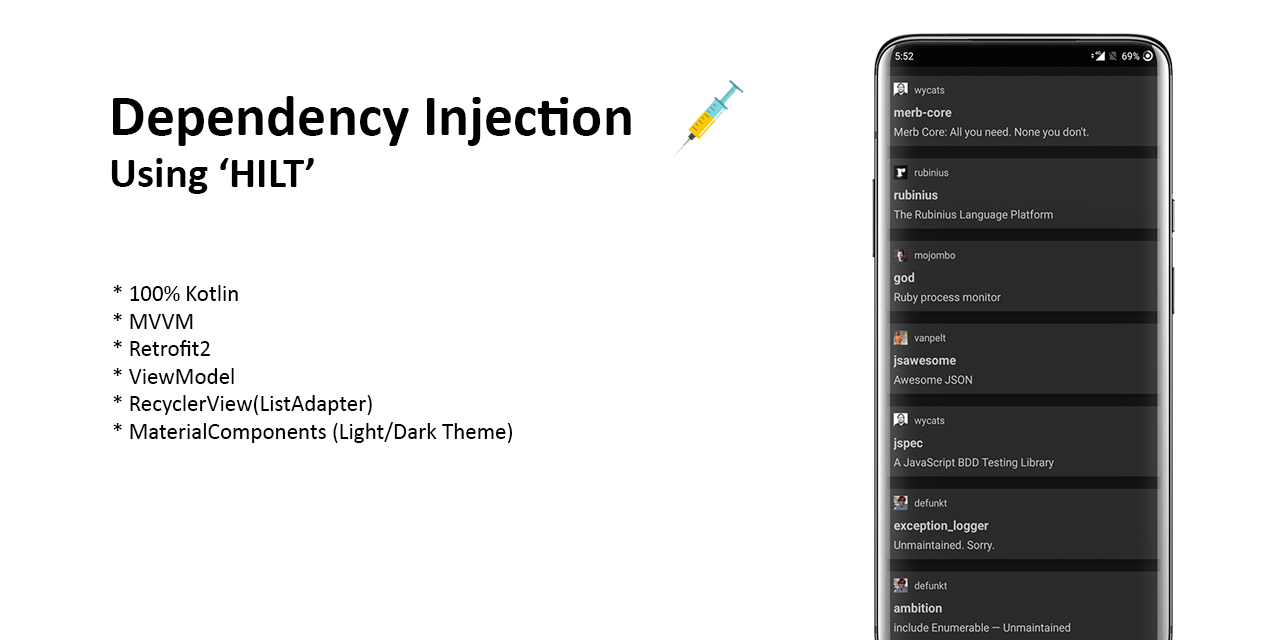 Dependency Injection
Using ‘HILT’
* 100% Kotlin
* MVVM
* Retrofit2
* ViewModel
* RecyclerView(ListAdapter)
* MaterialComponents (Light/Dark Theme)
5:52
4G 69%
wycats
merb-core
Merb Core: All you need. None you don't.
rubinius
rubinius
The Rubinius Language Platform
mojombo
god
Ruby process monitor
vanpelt
jsawesome
Awesome JSON
wycats
jspec
A JavaScript BDD Testing Library
defunkt
exception_logger
Unmaintained. Sorry.
defunkt
ambition
include Enumerable — Unmaintained